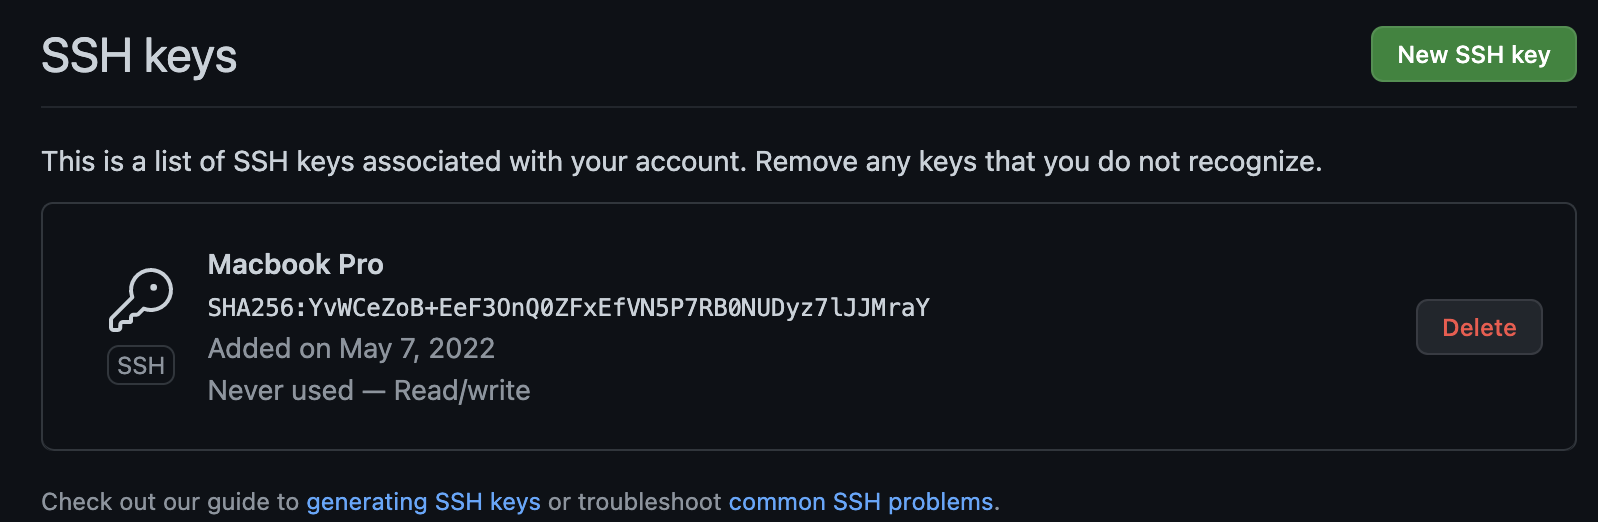 SSH keys
New SSH key
This is a list of SSH keys associated with your account. Remove any keys that you do not recognize.
Macbook Pro
SHA256:YvWCeZoB+EeF3OnQ0ZFxEfVN5P7RB0NUDyz7lJJMraY
Added on May 7, 2022
Never used — Read/write
SSH
Delete
Check out our guide to generating SSH keys or troubleshoot common SSH problems.